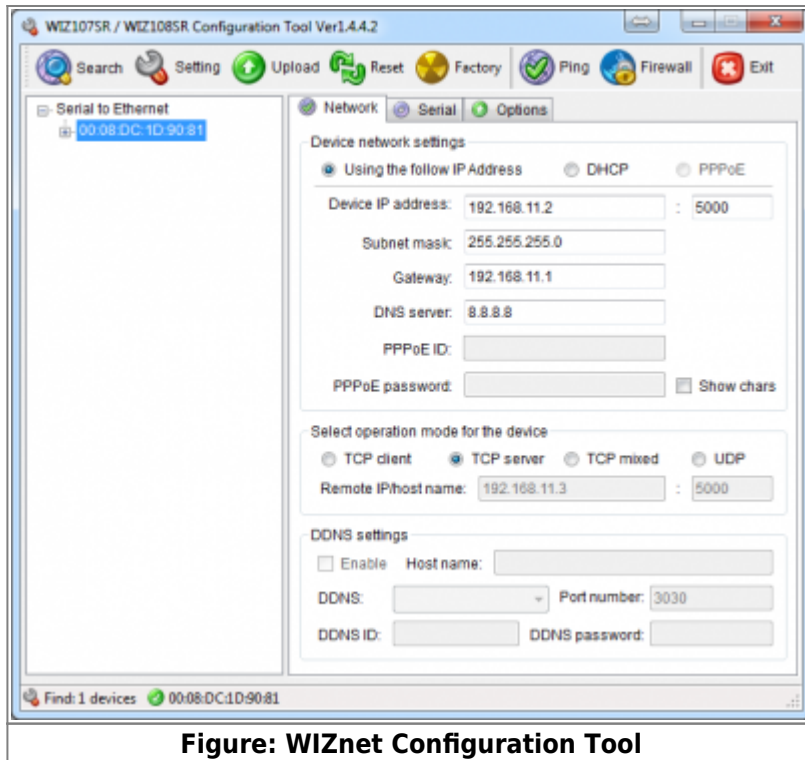 WIZ107SR / WIZ108SR Configuration Tool Ver1.4.4.2
Search Setting Upload Reset Factory Ping Firewall Exit
Serial to Ethernet
00:08:DC:1D:90:81
Network Serial Options
Device network settings
Using the follow IP Address DHCP PPPoE
Device IP address: 192.168.11.2 : 5000
Subnet mask: 255.255.255.0
Gateway: 192.168.11.1
DNS server: 8.8.8.8
PPPoE ID:
PPPoE password: Show chars
Select operation mode for the device
TCP client TCP server TCP mixed UDP
Remote IP/host name: 192.168.11.3 : 5000
DDNS settings
Enable Host name:
DDNS: Port number: 3030
DDNS ID: DDNS password:
Find: 1 devices 00:08:DC:1D:90:81
Figure: WIZnet Configuration Tool